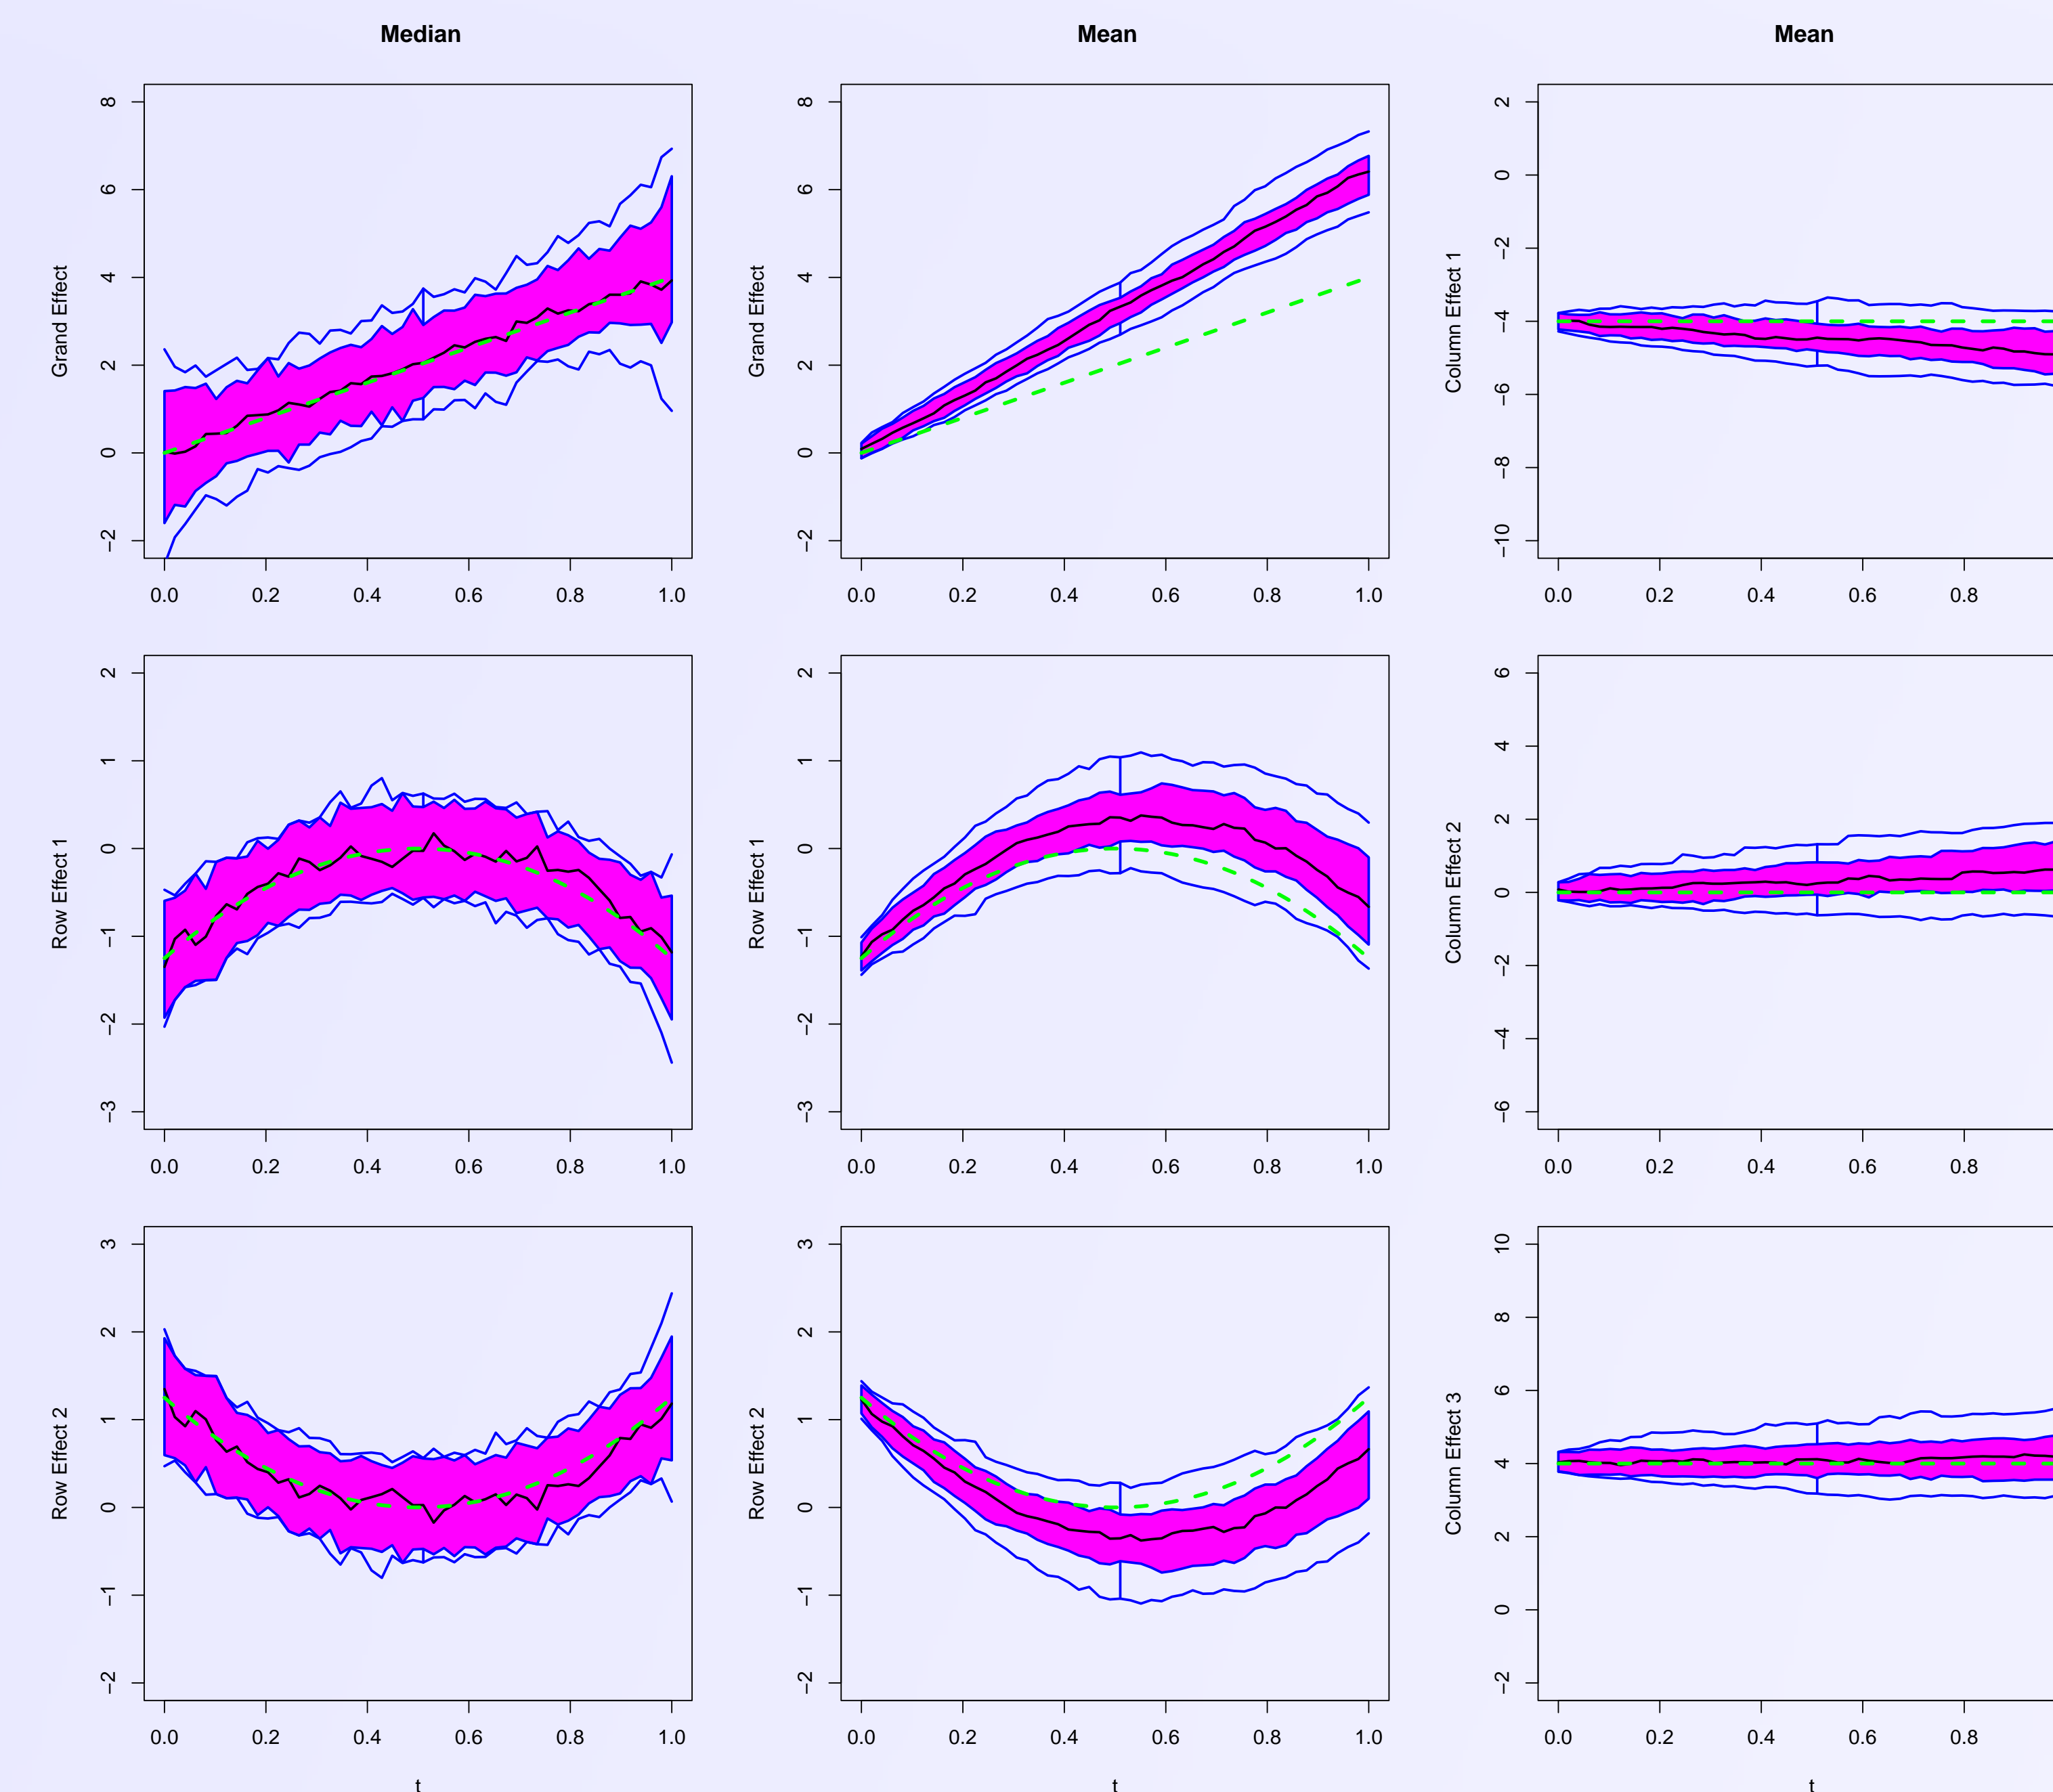 Median
Mean
Mean
Grand Effect
−2
0
2
4
6
8
0.0 0.2 0.4 0.6 0.8 1.0
Grand Effect
−2
0
2
4
6
8
0.0 0.2 0.4 0.6 0.8 1.0
Column Effect 1
−10
−8
−6
−4
−2
0
2
0.0 0.2 0.4 0.6 0.8
Row Effect 1
−3
−2
−1
0
1
2
0.0 0.2 0.4 0.6 0.8 1.0
Row Effect 1
−3
−2
−1
0
1
2
0.0 0.2 0.4 0.6 0.8 1.0
Column Effect 2
−6
−4
−2
0
2
4
6
0.0 0.2 0.4 0.6 0.8
Row Effect 2
−2
−1
0
1
2
3
0.0 0.2 0.4 0.6 0.8 1.0
t
Row Effect 2
−2
−1
0
1
2
3
0.0 0.2 0.4 0.6 0.8 1.0
t
Column Effect 3
−2
0
2
4
6
8
10
0.0 0.2 0.4 0.6 0.8
t